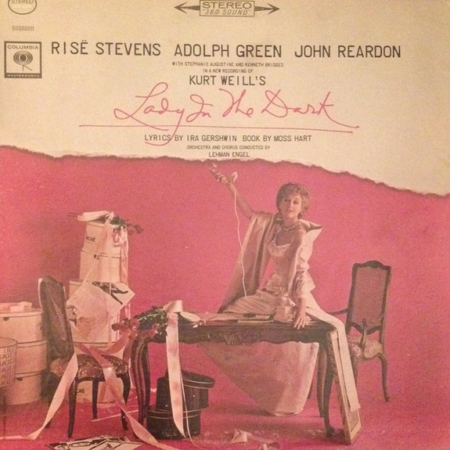 STEREO
"360 SOUND"
COLUMBIA
MASTERWORKS
RISË STEVENS ADOLPH GREEN JOHN REARDON
WITH STEPHANIE AUGUSTINE AND KENNETH BRIDGES
IN A NEW RECORDING OF
KURT WEILL'S
Lady In The Dark
LYRICS BY IRA GERSHWIN BOOK BY MOSS HART
ORCHESTRA AND CHORUS CONDUCTED BY
LEHMAN ENGEL